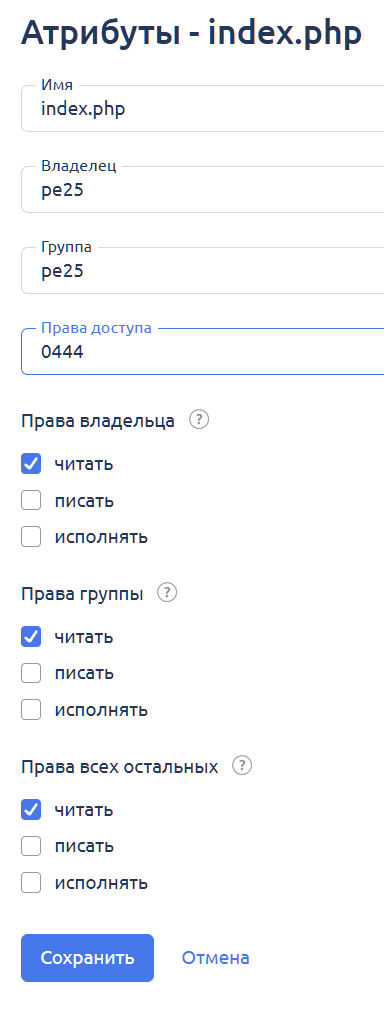 Атрибуты - index.php
Имя
index.php
Владелец
pe25
Группа
pe25
Права доступа
0444
Права владельца ?
читать
писать
исполнять
Права группы ?
читать
писать
исполнять
Права всех остальных ?
читать
писать
исполнять
Сохранить Отмена